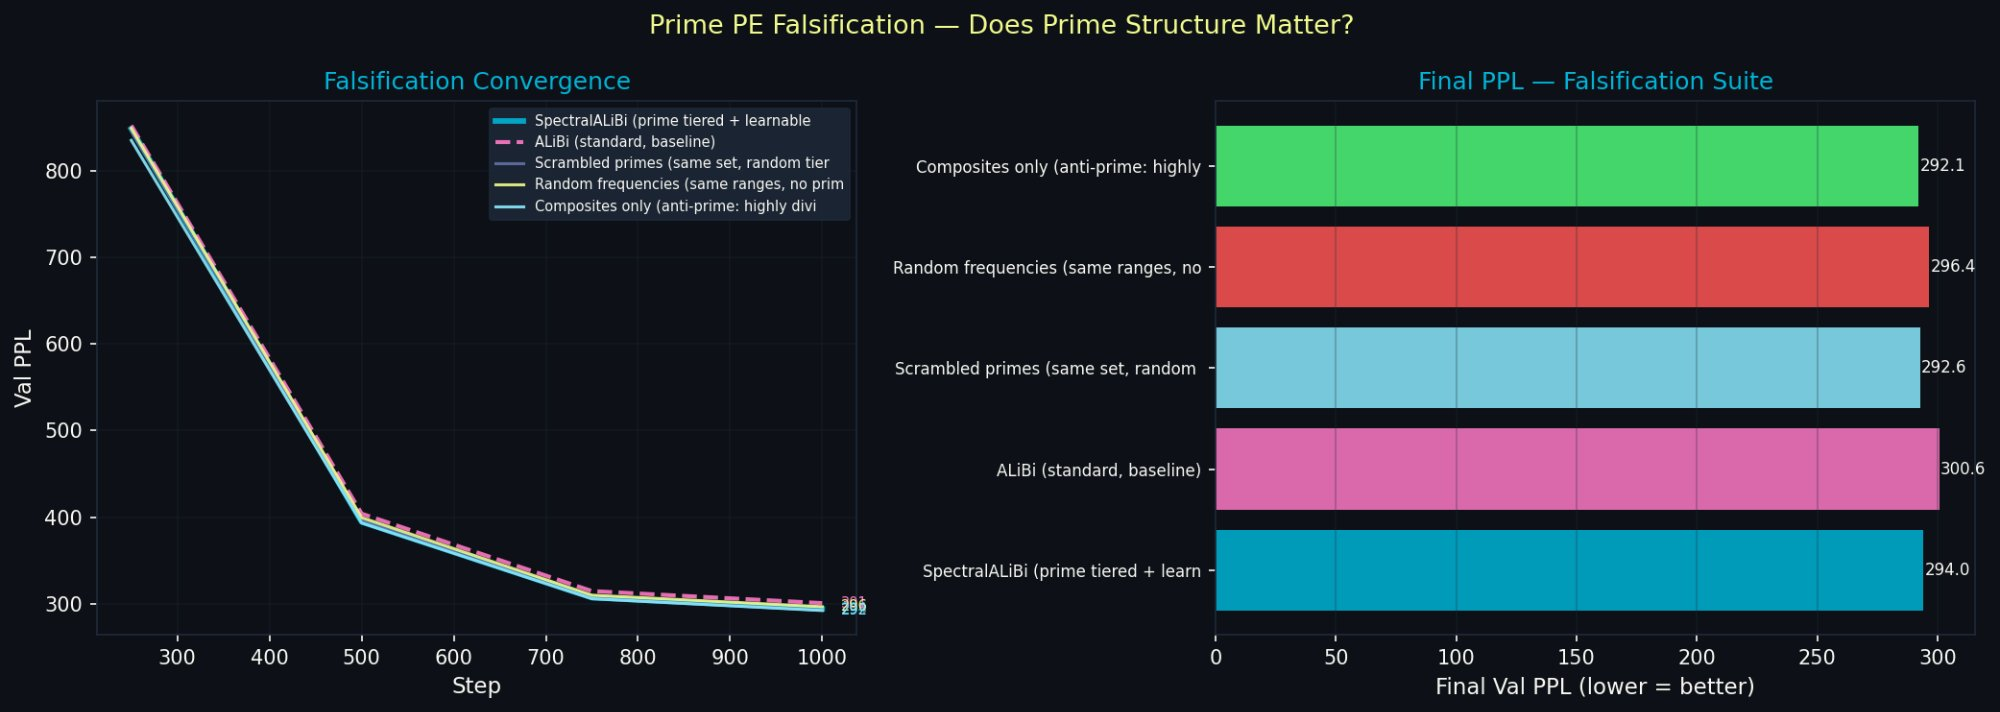 Prime PE Falsification — Does Prime Structure Matter?
Falsification Convergence
Val PPL
800
700
600
500
400
300
SpectralALiBi (prime tiered + learnable
ALiBi (standard, baseline)
Scrambled primes (same set, random tier
Random frequencies (same ranges, no prim
Composites only (anti-prime: highly divi
301
292
300
400
500
600
700
800
900
1000
Step
Final PPL — Falsification Suite
Composites only (anti-prime: highly
292.1
Random frequencies (same ranges, no
296.4
Scrambled primes (same set, random
292.6
ALiBi (standard, baseline)
300.6
SpectralALiBi (prime tiered + learn
294.0
0
50
100
150
200
250
300
Final Val PPL (lower = better)